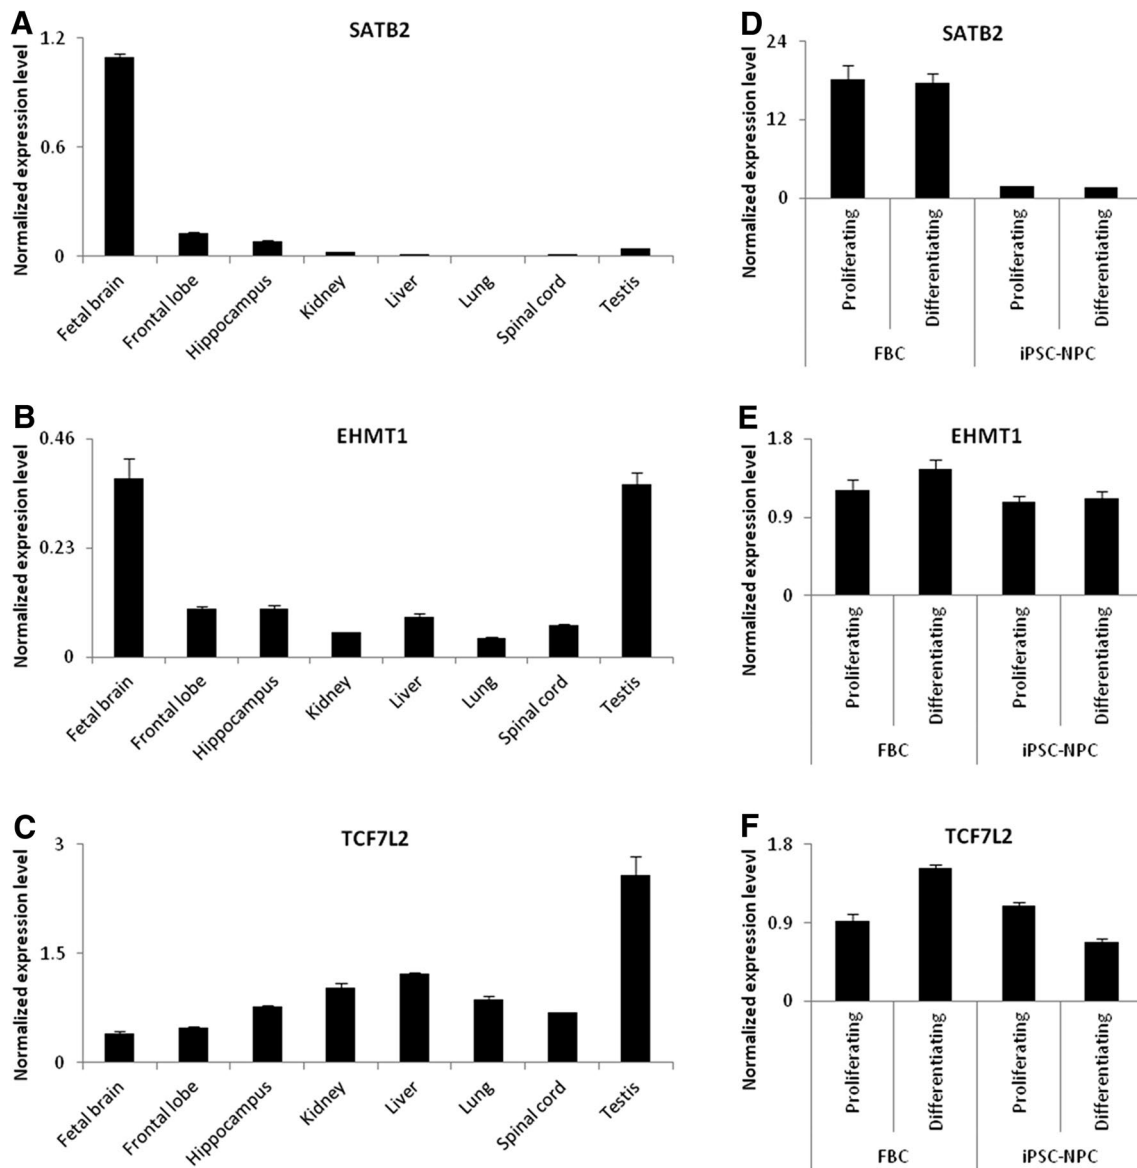 A
SATB2
Normalized expression level
1.2
0.6
0
Fetal brain
Frontal lobe
Hippocampus
Kidney
Liver
Lung
Spinal cord
Testis
D
SATB2
Normalized expression level
24
12
0
Proliferating
Differentiating
Proliferating
Differentiating
FBC
iPSC-NPC
B
EHMT1
Normalized expresion level
0.46
0.23
0
Fetal brain
Frontal lobe
Hippocampus
Kidney
Liver
Lung
Spinal cord
Testis
E
EHMT1
Normalized expression level
1.8
0.9
0
Proliferating
Differentiating
Proliferating
Differentiating
FBC
iPSC-NPC
C
TCF7L2
Normalized expression level
3
1.5
0
Fetal brain
Frontal lobe
Hippocampus
Kidney
Liver
Lung
Spinal cord
Testis
F
TCF7L2
Normalized expression level
1.8
0.9
0
Proliferating
Differentiating
Proliferating
Differentiating
FBC
iPSC-NPC